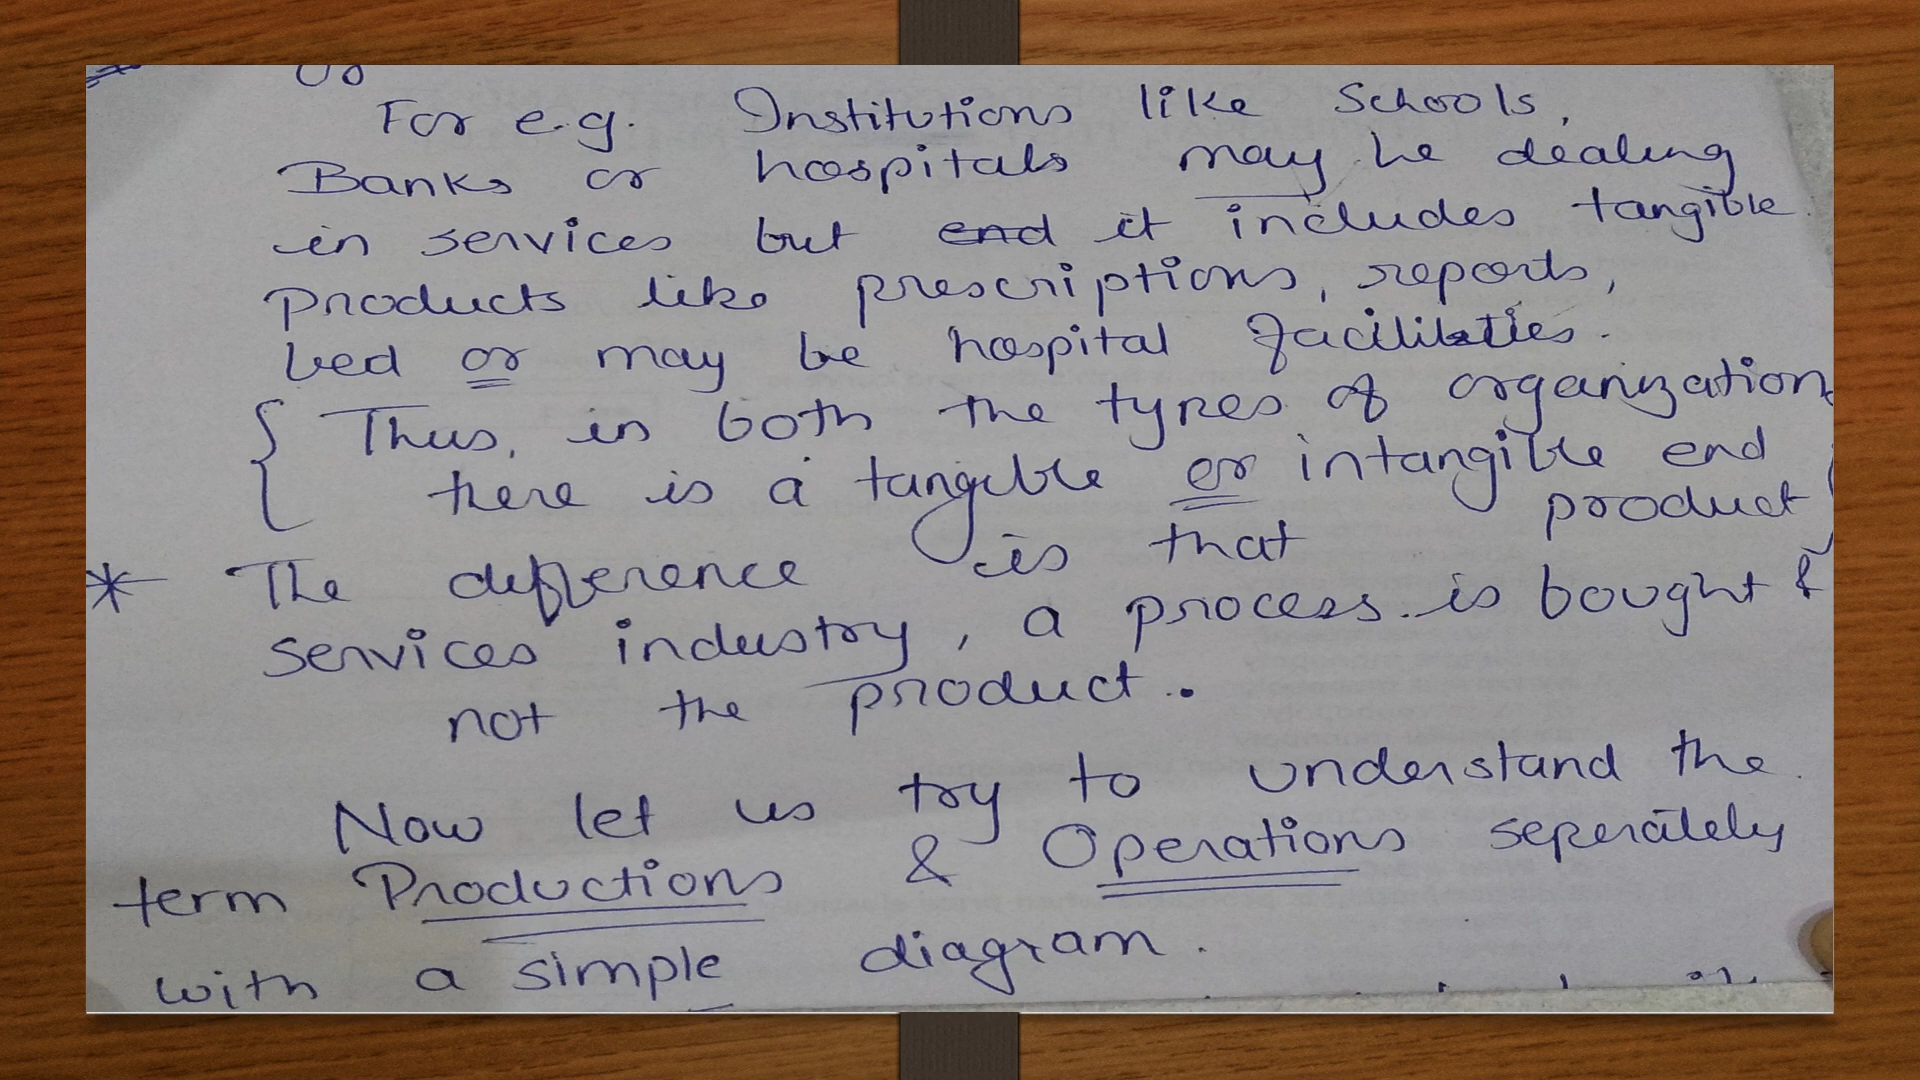 For e.g. Institutions like Schools,
Banks or hospitals may be dealing
in services but end it includes tangible
products like prescriptions, reports,
bed or may be hospital facilities.
Thus, in both the types of organization
there is a tangible or intangible end
product
* The difference is that
services industry, a process is bought &
not the product.
Now let us try to understand the
term Productions & Operations seperately
with a simple diagram.